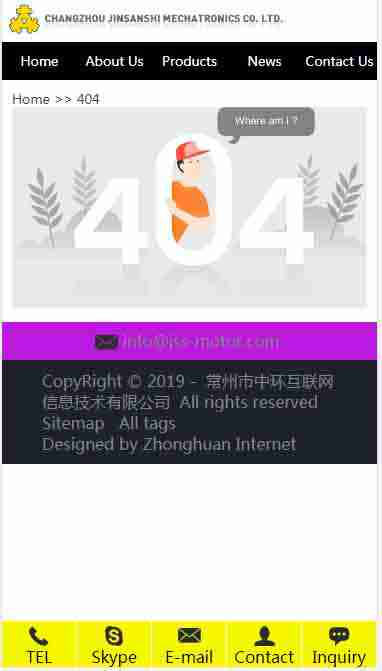 CHANGZHOU JINSANSHI MECHATRONICS CO. LTD.
Home About Us Products News Contact Us
Home >> 404
Where am I ?
404
info@jss-motor.com
CopyRight © 2019 - 常州市中环互联网
信息技术有限公司 All rights reserved
Sitemap All tags
Designed by Zhonghuan Internet
TEL Skype E-mail Contact Inquiry